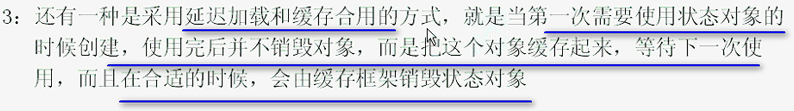 3：还有一种是采用延迟加载和缓存合用的方式，就是当第一次需要使用状态对象的
时候创建，使用完后并不销毁对象，而是把这个对象缓存起来，等待下一次使
用，而且在合适的时候，会由缓存框架销毁状态对象